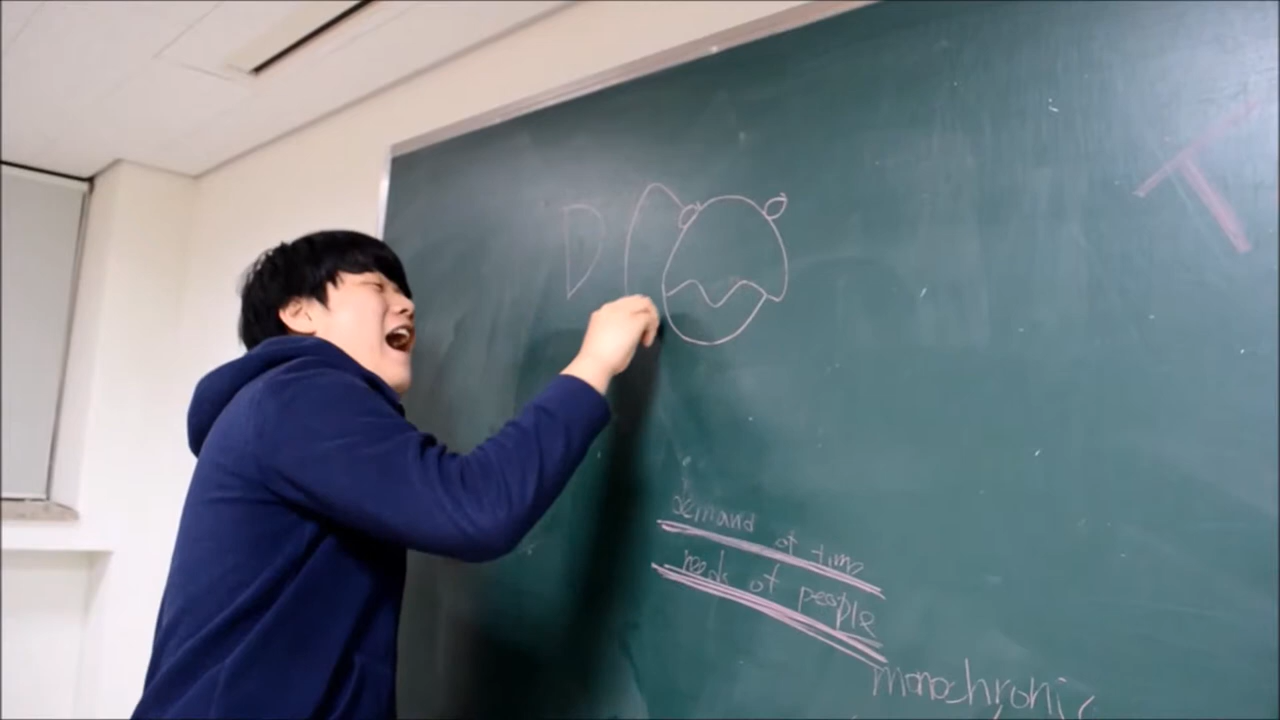 D
T
demand of time
needs of people
monochronic